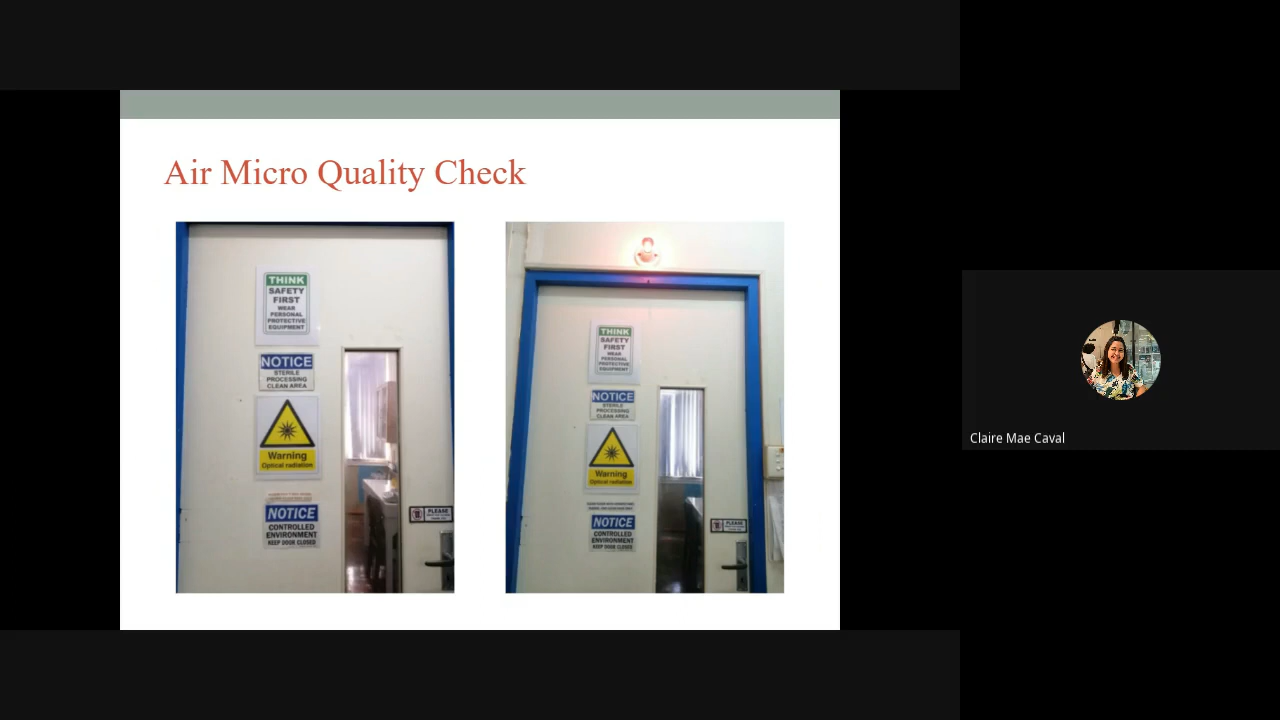 Air Micro Quality Check
THINK
SAFETY
FIRST
WEAR
PERSONAL
PROTECTIVE
EQUIPMENT
NOTICE
STERILE
PROCESSING
CLEAN AREA
Warning
Optical radiation
NOTICE
CONTROLLED
ENVIRONMENT
KEEP DOOR CLOSED
PLEASE
THINK
SAFETY
FIRST
WEAR
PERSONAL
PROTECTIVE
EQUIPMENT
NOTICE
STERILE
PROCESSING
CLEAN AREA
Warning
Optical radiation
NOTICE
CONTROLLED
ENVIRONMENT
KEEP DOOR CLOSED
PLEASE
Claire Mae Caval